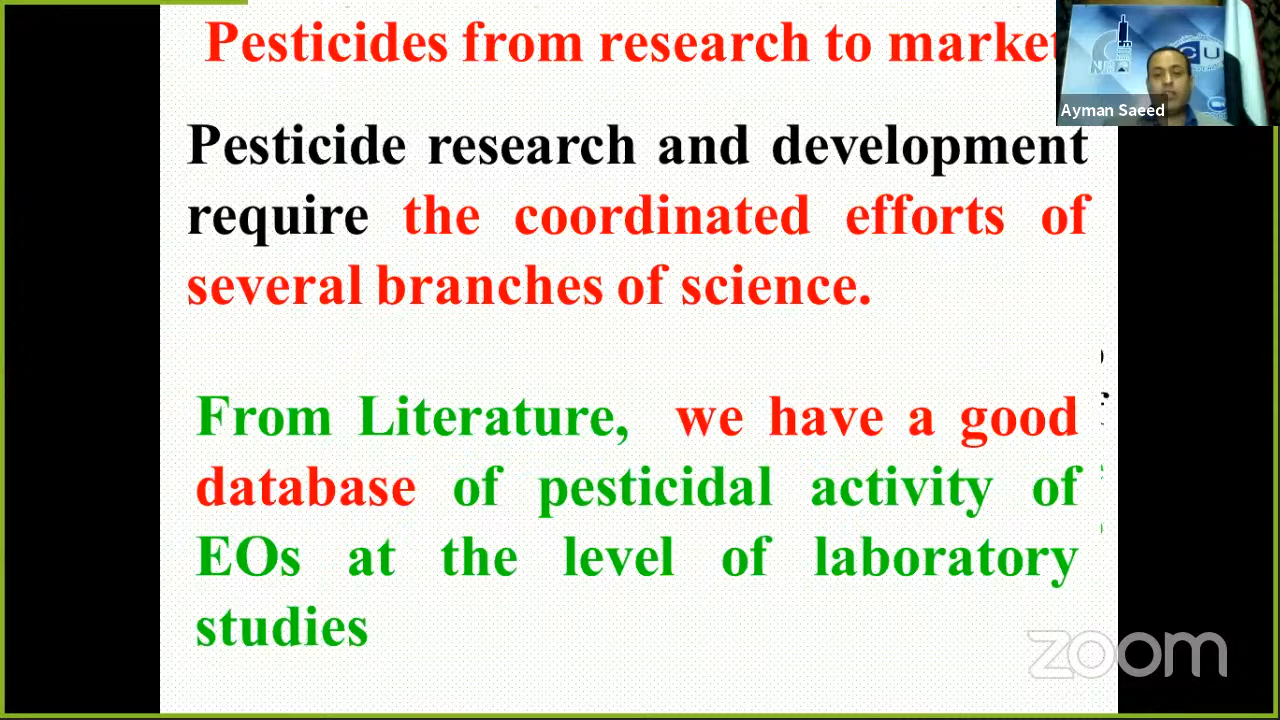 Pesticides from research to market
Ayman Saeed
Pesticide research and development
require the coordinated efforts of
several branches of science.
From Literature, we have a good
database of pesticidal activity of
EOs at the level of laboratory
studies
zoom